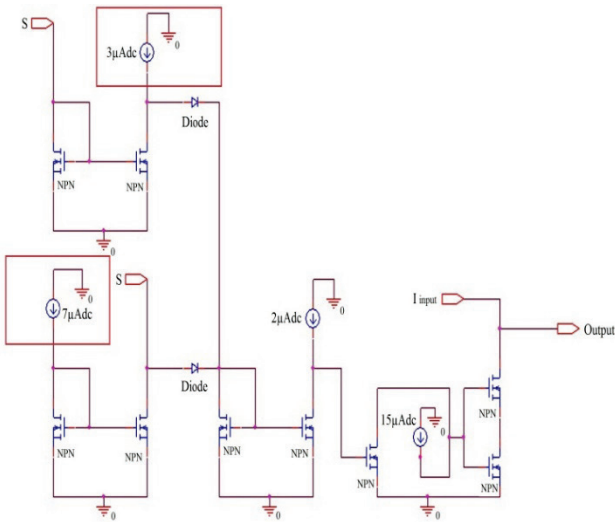 S
0
3µAdc
Diode
NPN
NPN
0
0
7µAdc
S
0
2µAdc
I input
Output
Diode
0
15µAdc
NPN
NPN
NPN
NPN
NPN
NPN
NPN
0
0
0